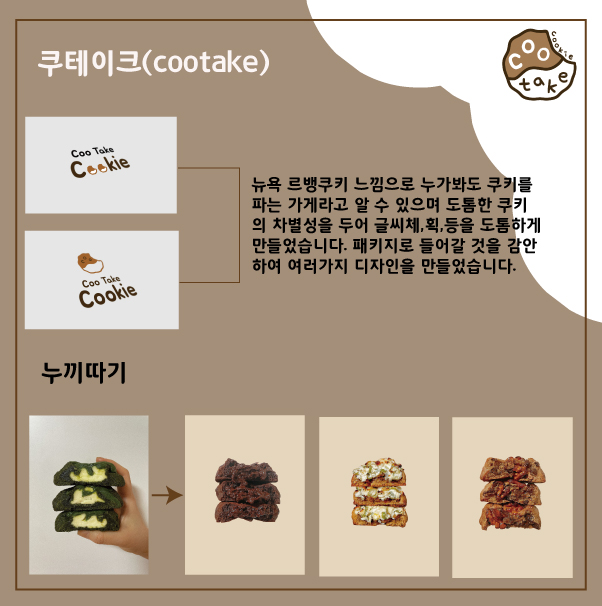 쿠테이크(cootake)
coo
cookie
take
Coo Take
Cookie
뉴욕 르뱅쿠키 느낌으로 누가봐도 쿠키를
파는 가게라고 알 수 있으며 도톰한 쿠키
의 차별성을 두어 글씨체,획,등을 도톰하게
만들었습니다. 패키지로 들어갈 것을 감안
하여 여러가지 디자인을 만들었습니다.
Coo Take
Cookie
누끼따기